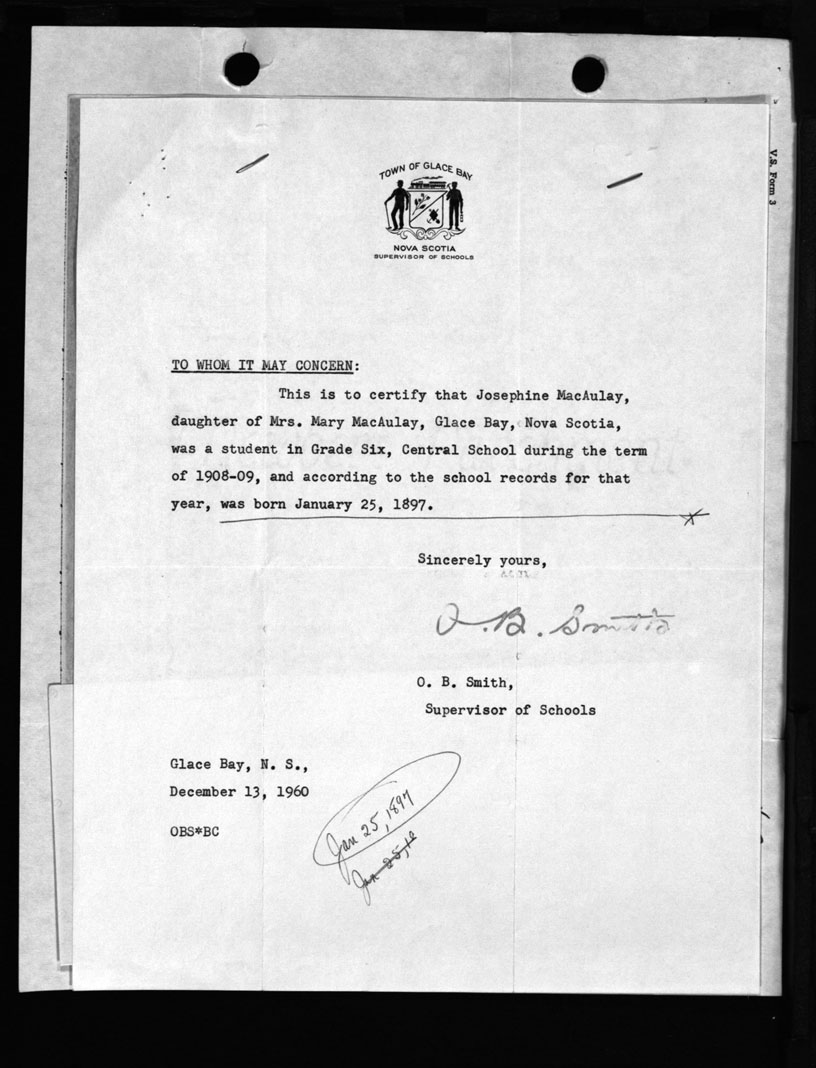 V.S. Form 3
TOWN OF GLACE BAY
NOVA SCOTIA
SUPERVISOR OF SCHOOLS
TO WHOM IT MAY CONCERN:
This is to certify that Josephine MacAulay,
daughter of Mrs. Mary MacAulay, Glace Bay, Nova Scotia,
was a student in Grade Six, Central School during the term
of 1908-09, and according to the school records for that
year, was born January 25, 1897.
Sincerely yours,
O. B. Smith
O. B. Smith,
Supervisor of Schools
Glace Bay, N. S.,
December 13, 1960
OBS*BC
Jan 25, 1897
Jan 25, 18